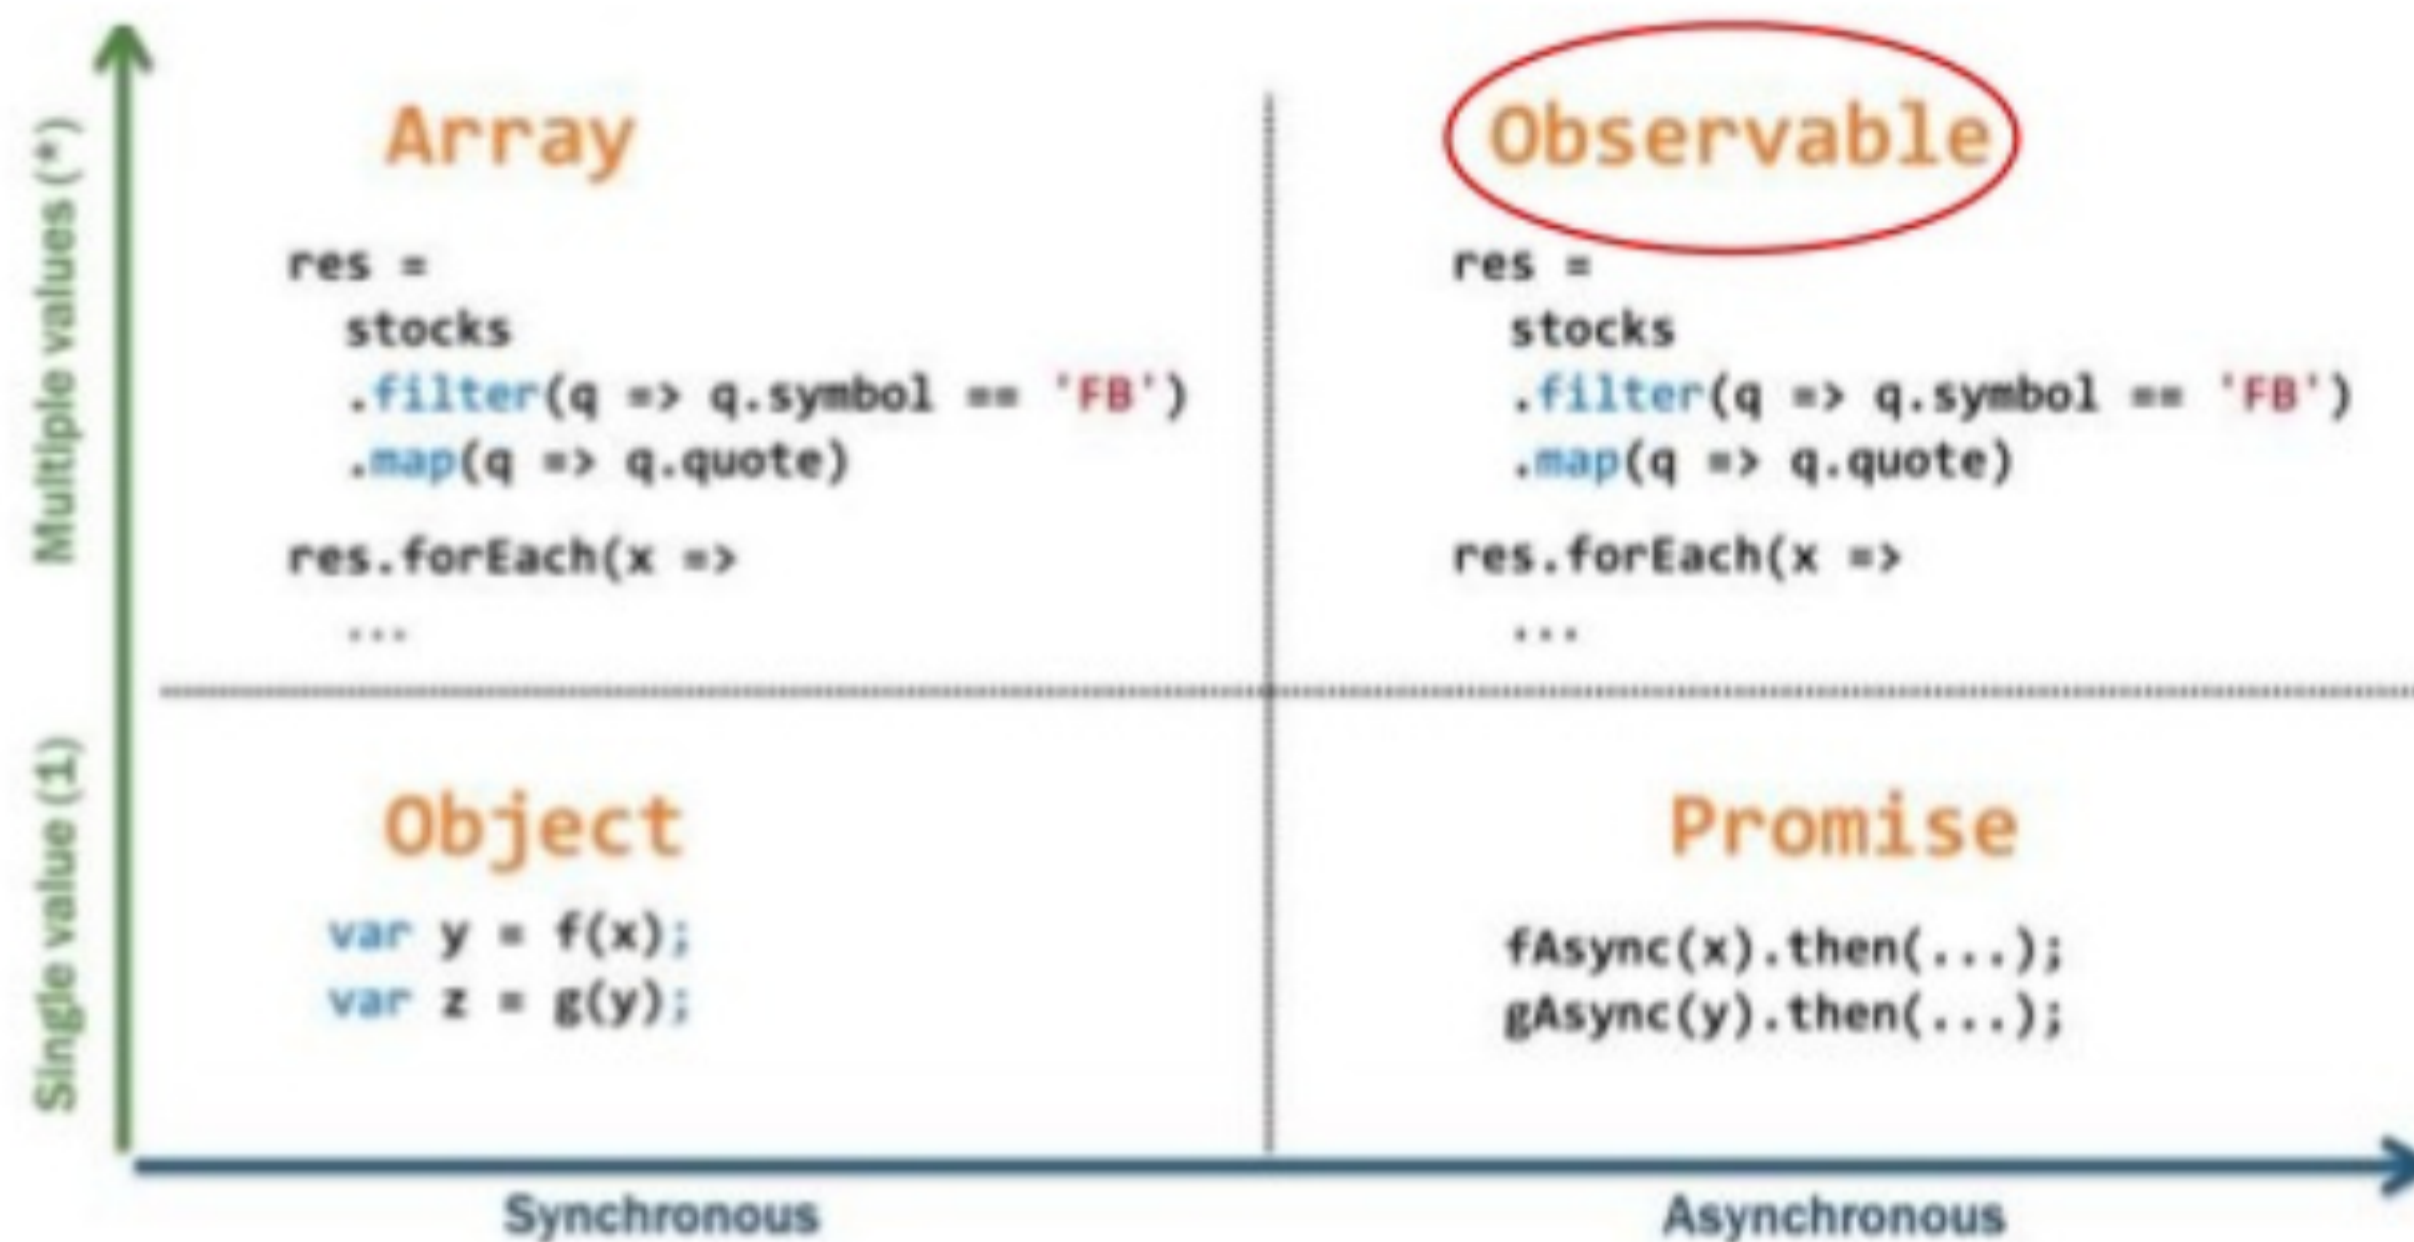 Multiple values (*)
Single value (1)
Array
res =
stocks
.filter(q => q.symbol == 'FB')
.map(q => q.quote)
res.forEach(x =>
...
Observable
res =
stocks
.filter(q => q.symbol == 'FB')
.map(q => q.quote)
res.forEach(x =>
...
Object
var y = f(x);
var z = g(y);
Promise
fAsync(x).then(...);
gAsync(y).then(...);
Synchronous
Asynchronous